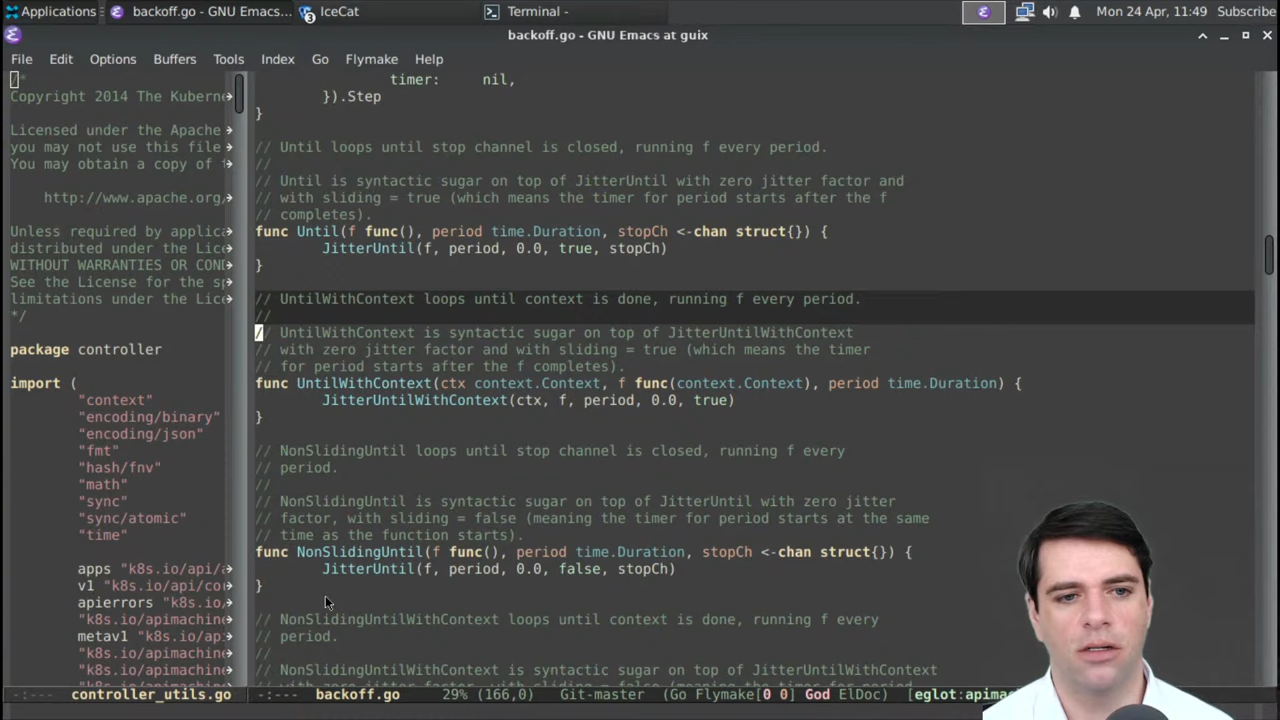 Applications
backoff.go - GNU Emacs...
3 IceCat
Terminal -
Mon 24 Apr, 11:49 Subscribe
backoff.go - GNU Emacs at guix
File Edit Options Buffers Tools Index Go Flymake Help
/*
Copyright 2014 The Kuberne
Licensed under the Apache
you may not use this file
You may obtain a copy of t
http://www.apache.org/
Unless required by applica
distributed under the Lice
WITHOUT WARRANTIES OR COND
See the License for the sp
limitations under the Lice
*/
package controller
import (
"context"
"encoding/binary"
"encoding/json"
"fmt"
"hash/fnv"
"math"
"sync"
"sync/atomic"
"time"
apps "k8s.io/api/a
v1 "k8s.io/api/cor
apierrors "k8s.io/
"k8s.io/apimachine
metav1 "k8s.io/api
"k8s.io/apimachine
"k8s.io/apimachine
timer: nil,
}).Step
}
// Until loops until stop channel is closed, running f every period.
//
// Until is syntactic sugar on top of JitterUntil with zero jitter factor and
// with sliding = true (which means the timer for period starts after the f
// completes).
func Until(f func(), period time.Duration, stopCh <-chan struct{}) {
JitterUntil(f, period, 0.0, true, stopCh)
}
// UntilWithContext loops until context is done, running f every period.
//
// UntilWithContext is syntactic sugar on top of JitterUntilWithContext
// with zero jitter factor and with sliding = true (which means the timer
// for period starts after the f completes).
func UntilWithContext(ctx context.Context, f func(context.Context), period time.Duration) {
JitterUntilWithContext(ctx, f, period, 0.0, true)
}
// NonSlidingUntil loops until stop channel is closed, running f every
// period.
//
// NonSlidingUntil is syntactic sugar on top of JitterUntil with zero jitter
// factor, with sliding = false (meaning the timer for period starts at the same
// time as the function starts).
func NonSlidingUntil(f func(), period time.Duration, stopCh <-chan struct{}) {
JitterUntil(f, period, 0.0, false, stopCh)
}
// NonSlidingUntilWithContext loops until context is done, running f every
// period.
//
// NonSlidingUntilWithContext is syntactic sugar on top of JitterUntilWithContext
-:--- controller_utils.go
-:--- backoff.go 29% (166,0) Git-master (Go Flymake[0 0] God ElDoc) [eglot:apimac